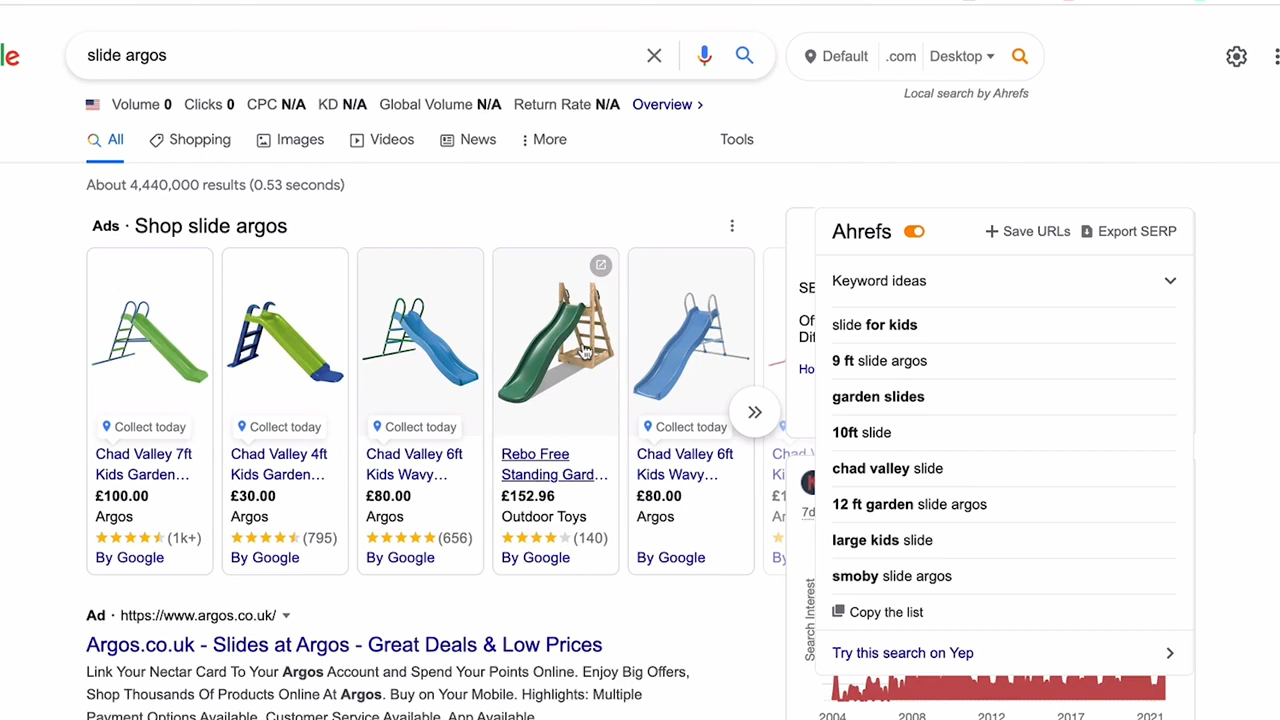 le
slide argos
Default .com Desktop
Local search by Ahrefs
Volume 0 Clicks 0 CPC N/A KD N/A Global Volume N/A Return Rate N/A Overview >
All Shopping Images Videos News More Tools
About 4,440,000 results (0.53 seconds)
Ads · Shop slide argos
Collect today
Chad Valley 7ft
Kids Garden...
£100.00
Argos
(1k+)
By Google
Collect today
Chad Valley 4ft
Kids Garden...
£30.00
Argos
(795)
By Google
Collect today
Chad Valley 6ft
Kids Wavy...
£80.00
Argos
(656)
By Google
Rebo Free
Standing Gard...
£152.96
Outdoor Toys
(140)
By Google
Collect today
Chad Valley 6ft
Kids Wavy...
£80.00
Argos
By Google
Ad · https://www.argos.co.uk/
Argos.co.uk - Slides at Argos - Great Deals & Low Prices
Link Your Nectar Card To Your Argos Account and Spend Your Points Online. Enjoy Big Offers,
Shop Thousands Of Products Online At Argos. Buy on Your Mobile. Highlights: Multiple
Payment Options Available, Customer Service Available, App Available.
Ahrefs
+ Save URLs Export SERP
Keyword ideas
slide for kids
9 ft slide argos
garden slides
10ft slide
chad valley slide
12 ft garden slide argos
large kids slide
smoby slide argos
Copy the list
Try this search on Yep
Search Interest
2004 2008 2012 2017 2021